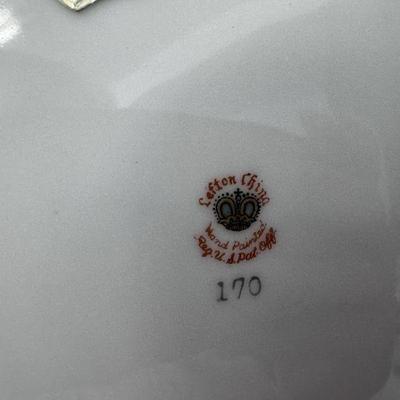 Lefton China
Hand Painted
Reg. U.S. Pat. Off.
170